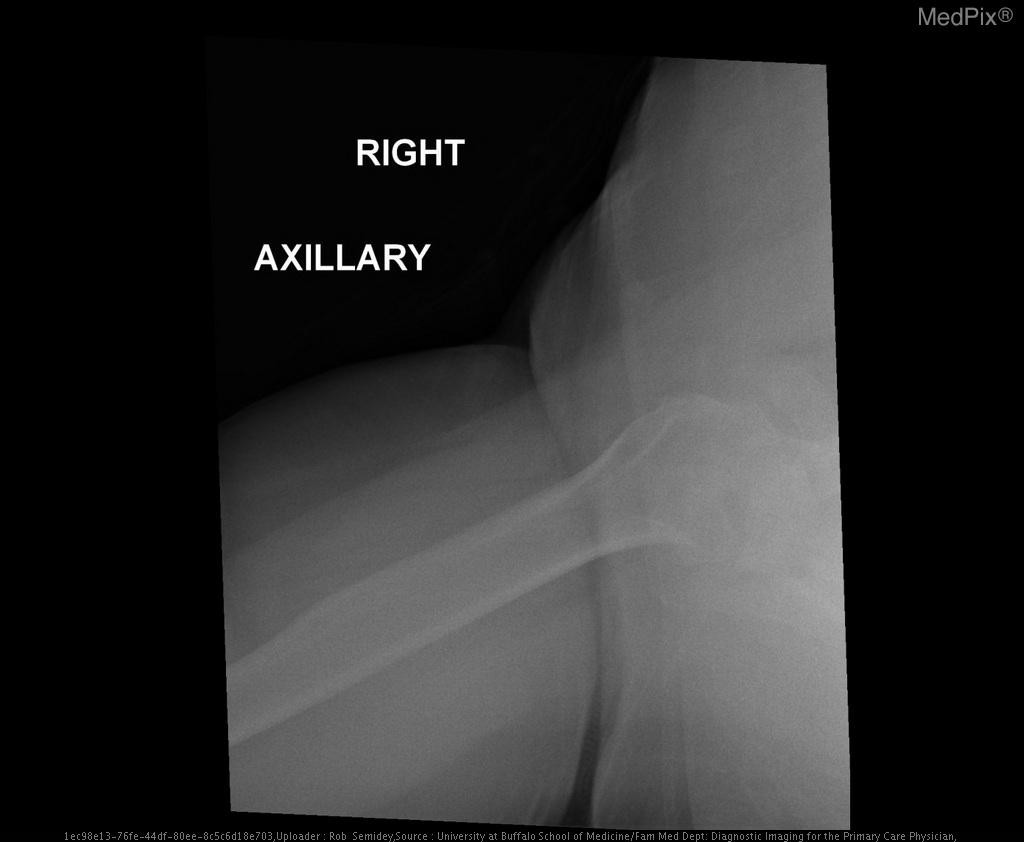 MedPix®
RIGHT
AXILLARY
1ec98e13-76fe-44df-80ee-8c5c6d18e703,Uploader : Rob Semidey,Source : University at Buffalo School of Medicine/Fam Med Dept: Diagnostic Imaging for the Primary Care Physician,